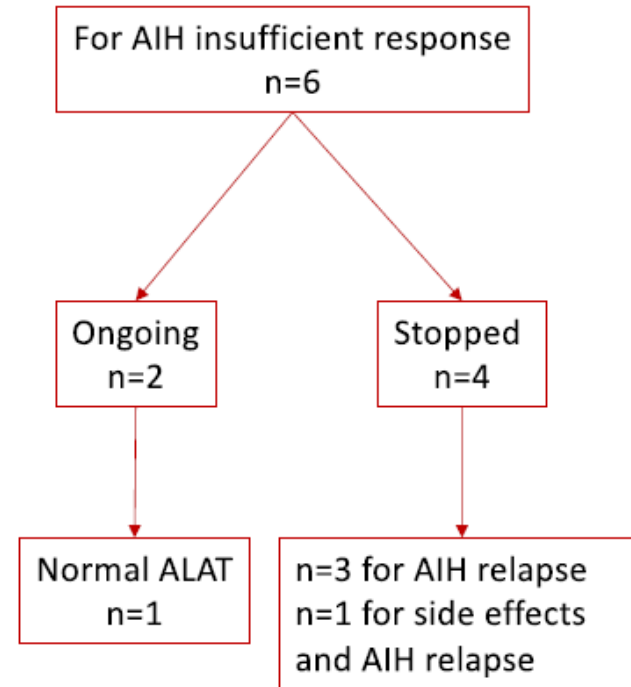 For AIH insufficient response
n=6
Ongoing
n=2
Stopped
n=4
Normal ALAT
n=1
n=3 for AIH relapse
n=1 for side effects
and AIH relapse